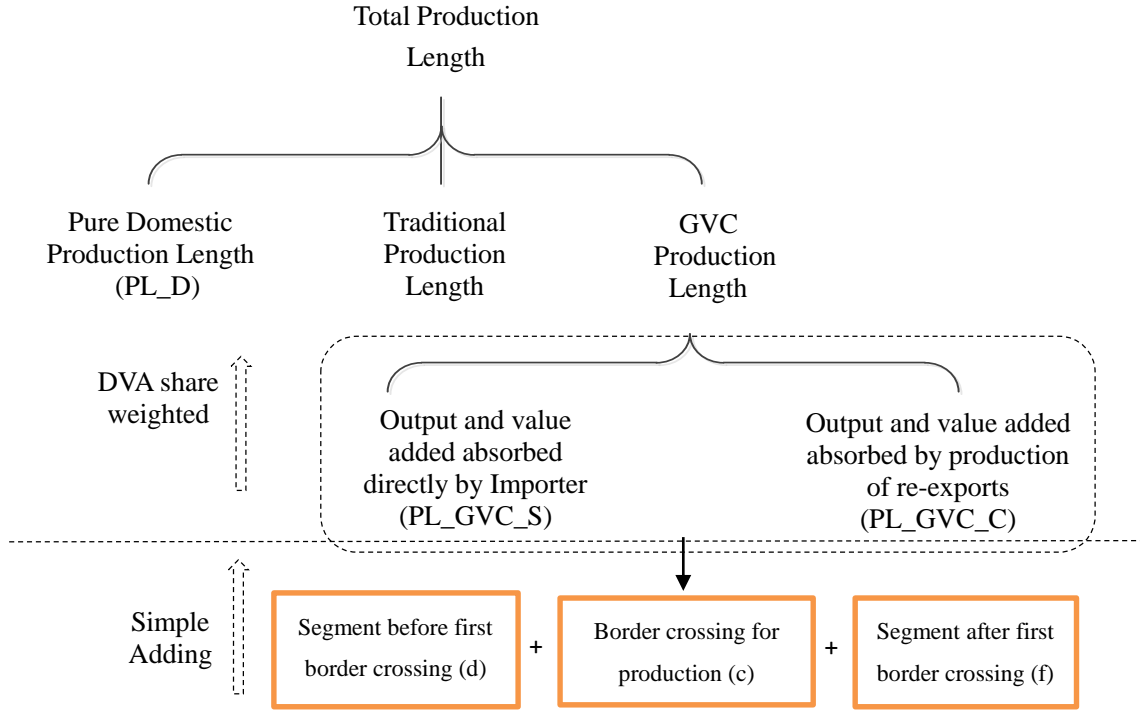 Total Production
Length
Pure Domestic
Production Length
(PL_D)
Traditional
Production
Length
GVC
Production
Length
DVA share
weighted
Output and value
added absorbed
directly by Importer
(PL_GVC_S)
Output and value added
absorbed by production
of re-exports
(PL_GVC_C)
Simple
Adding
Segment before first
border crossing (d)
+
Border crossing for
production (c)
+
Segment after first
border crossing (f)